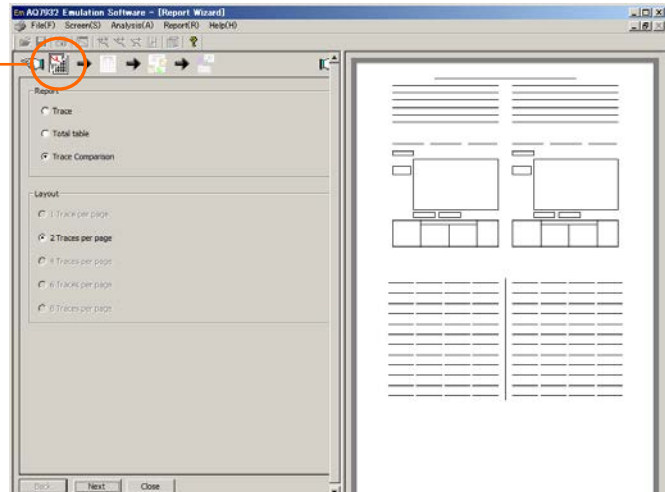 En AQ7932 Emulation Software - [Report Wizard]
File(F) Screen(C) Analysis(A) Report(R) Help(H)
Report
Trace
Total table
Trace Comparison
Layout
1 Trace per page
2 Traces per page
4 Traces per page
6 Traces per page
8 Traces per page
Back Next Close